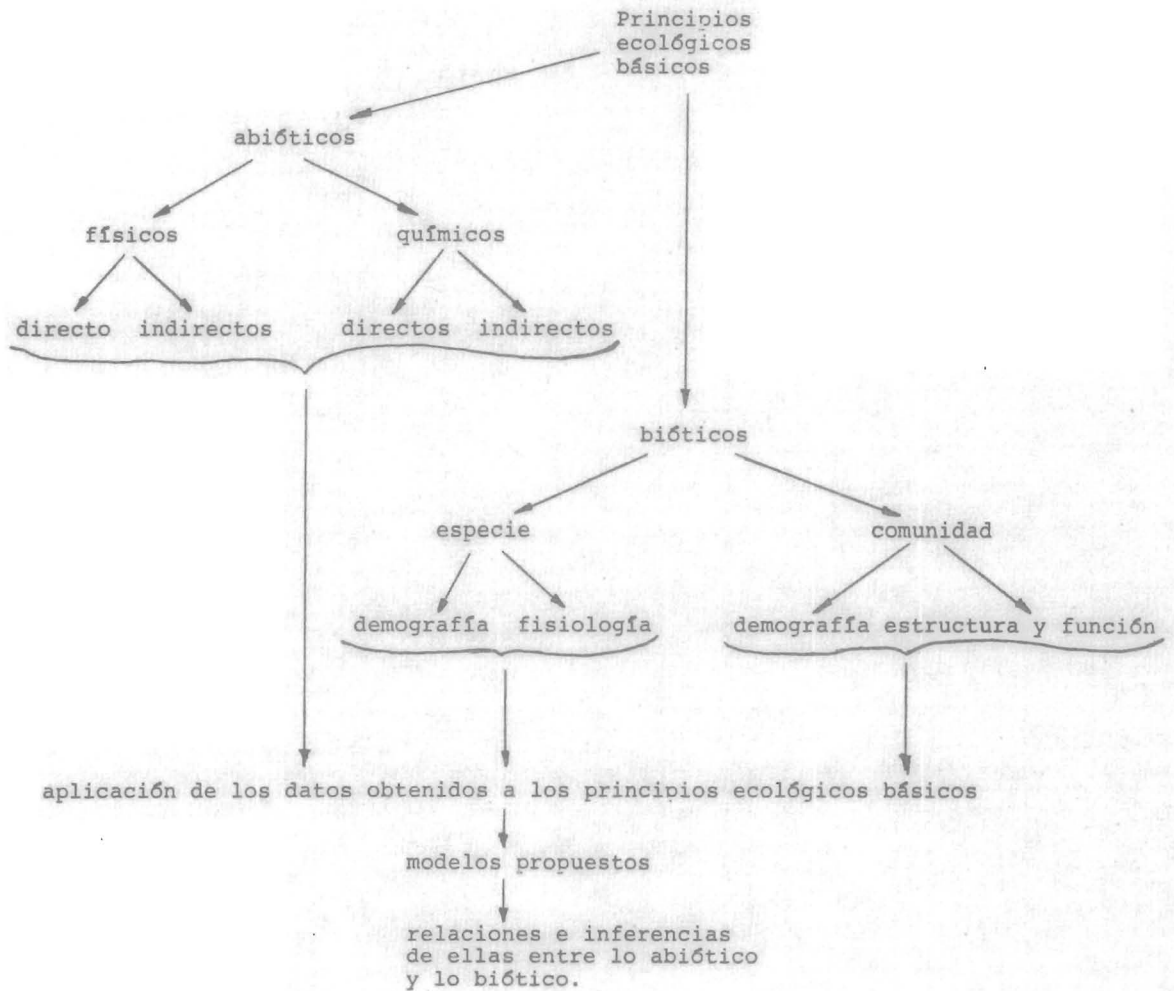 Principios
ecológicos
básicos
abióticos
físicos químicos
directo indirectos directos indirectos
bióticos
especie comunidad
demografía fisiología demografía estructura y función
aplicación de los datos obtenidos a los principios ecológicos básicos
modelos propuestos
relaciones e inferencias
de ellas entre lo abiótico
y lo biótico.